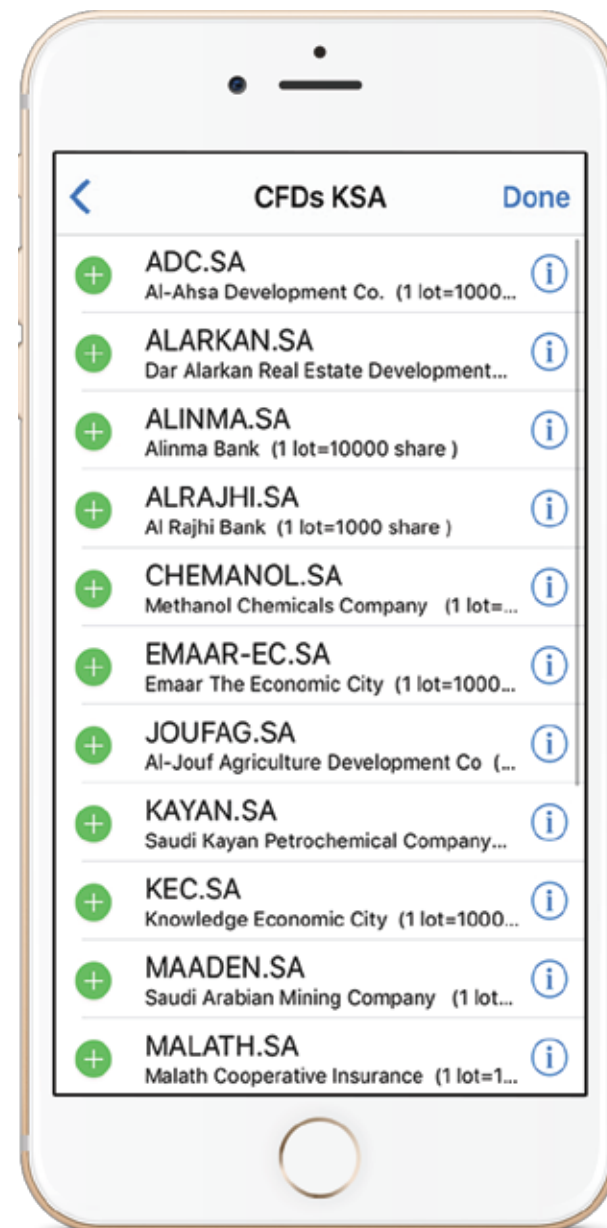 CFDs KSA
Done
ADC.SA
Al-Ahsa Development Co. (1 lot=1000...
ALARKAN.SA
Dar Alarkan Real Estate Development...
ALINMA.SA
Alinma Bank (1 lot=10000 share )
ALRAJHI.SA
Al Rajhi Bank (1 lot=1000 share )
CHEMANOL.SA
Methanol Chemicals Company (1 lot=...
EMAAR-EC.SA
Emaar The Economic City (1 lot=1000...
JOUFAG.SA
Al-Jouf Agriculture Development Co (...
KAYAN.SA
Saudi Kayan Petrochemical Company...
KEC.SA
Knowledge Economic City (1 lot=1000...
MAADEN.SA
Saudi Arabian Mining Company (1 lot...
MALATH.SA
Malath Cooperative Insurance (1 lot=1...